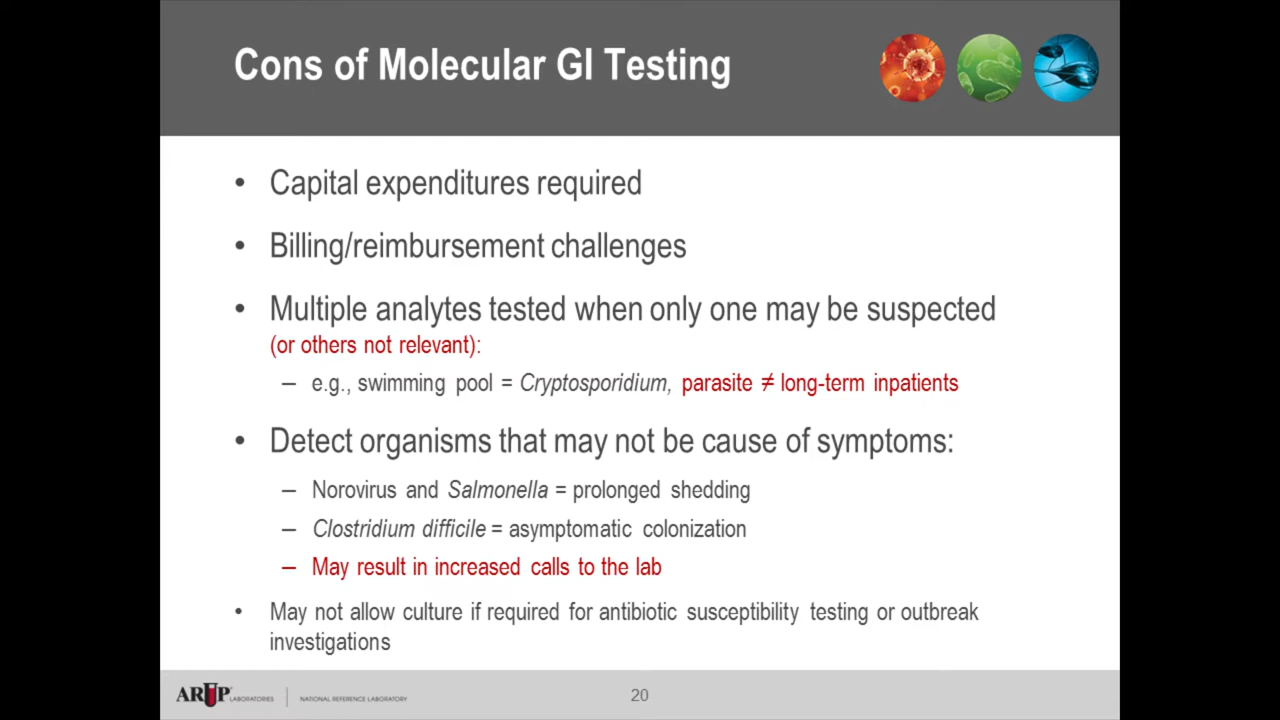 Cons of Molecular GI Testing
• Capital expenditures required
• Billing/reimbursement challenges
• Multiple analytes tested when only one may be suspected
(or others not relevant):
– e.g., swimming pool = Cryptosporidium, parasite ≠ long-term inpatients
• Detect organisms that may not be cause of symptoms:
– Norovirus and Salmonella = prolonged shedding
– Clostridium difficile = asymptomatic colonization
– May result in increased calls to the lab
• May not allow culture if required for antibiotic susceptibility testing or outbreak
investigations
ARUP LABORATORIES | NATIONAL REFERENCE LABORATORY
20